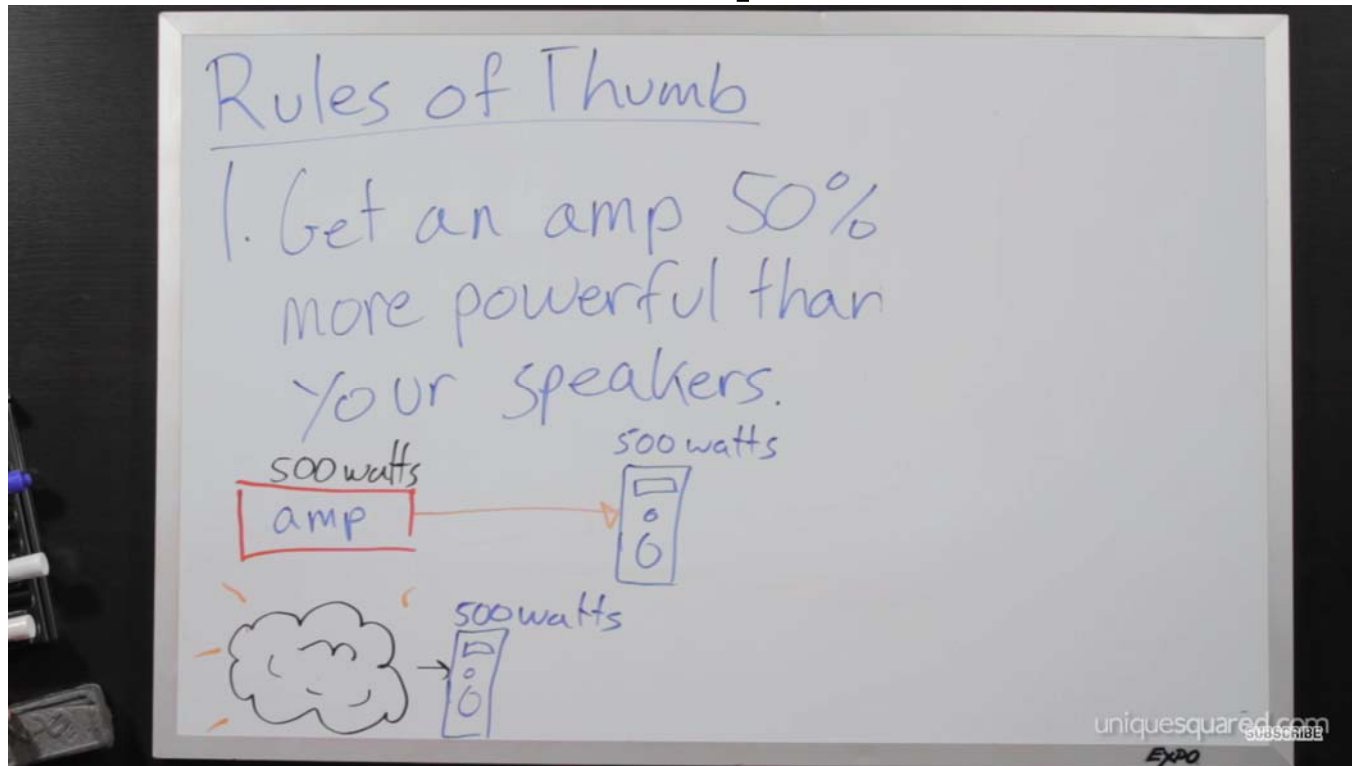 Rules of Thumb
1. Get an amp 50%
more powerful than
your speakers.
500 watts
500 watts
amp
500 watts
uniquesquared.com
SUBSCRIBE
EXPO